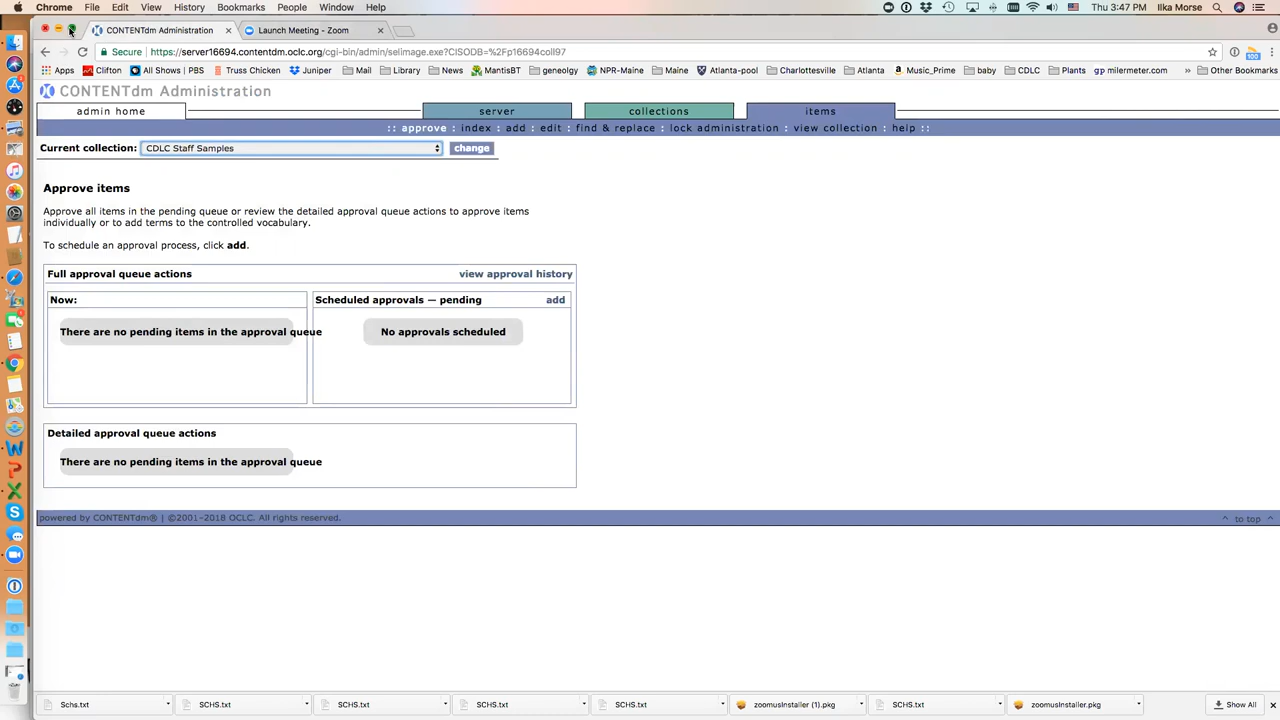 Chrome File Edit View History Bookmarks People Window Help Thu 3:47 PM Ilka Morse
CONTENTdm Administration Launch Meeting - Zoom
Secure https://server16694.contentdm.oclc.org/cgi-bin/admin/selimage.exe?CISODB=%2Fp16694coll97
Apps Clifton All Shows | PBS Truss Chicken Juniper Mail Library News MantisBT geneolgy NPR-Maine Maine Atlanta-pool Charlottesville Atlanta Music_Prime baby CDLC Plants gp milermeter.com » Other Bookmarks
CONTENTdm Administration
admin home server collections items
:: approve : index : add : edit : find & replace : lock administration : view collection : help ::
Current collection: CDLC Staff Samples change
Approve items
Approve all items in the pending queue or review the detailed approval queue actions to approve items
individually or to add terms to the controlled vocabulary.
To schedule an approval process, click add.
Full approval queue actions view approval history
Now: Scheduled approvals — pending add
There are no pending items in the approval queue No approvals scheduled
Detailed approval queue actions
There are no pending items in the approval queue
powered by CONTENTdm® | ©2001-2018 OCLC. All rights reserved. ^ to top ^
Schs.txt SCHS.txt SCHS.txt SCHS.txt SCHS.txt zoomusInstaller (1).pkg SCHS.txt zoomusInstaller.pkg Show All